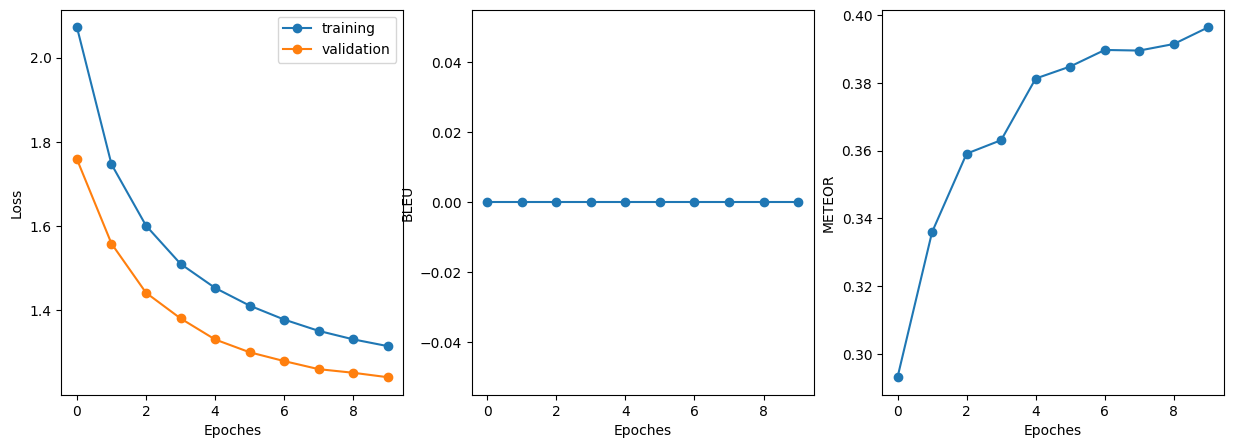 training
validation
2.0
1.8
1.6
1.4
Loss
0 2 4 6 8
Epoches
0.04
0.02
0.00
−0.02
−0.04
BLEU
0 2 4 6 8
Epoches
0.40
0.38
0.36
0.34
0.32
0.30
METEOR
0 2 4 6 8
Epoches